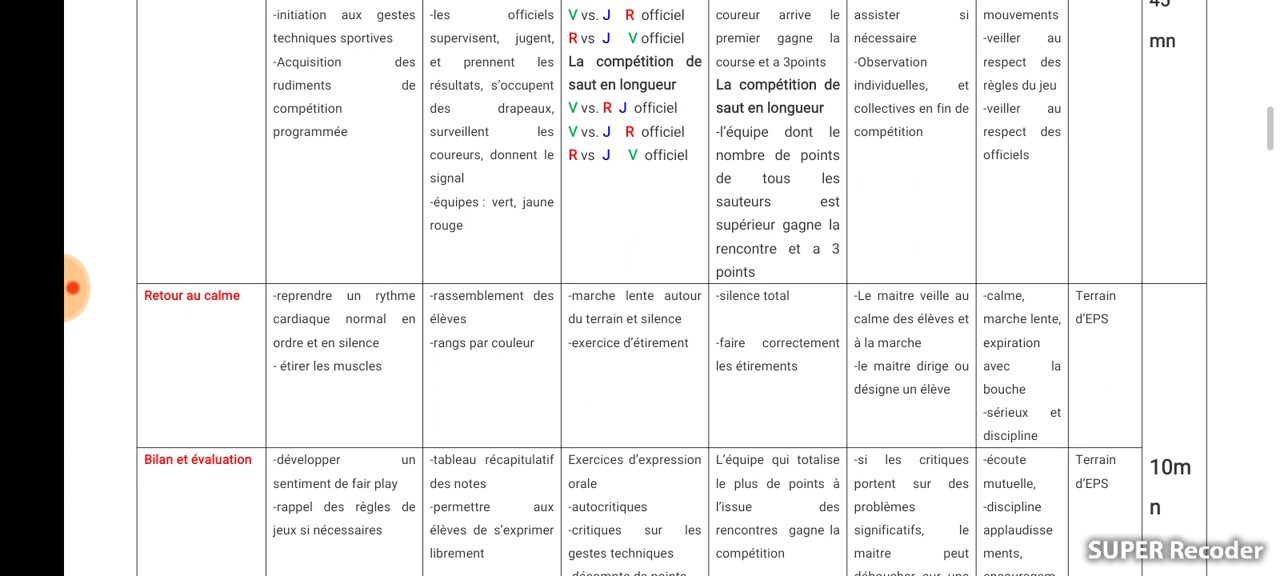 -initiation aux gestes
techniques sportives
-Acquisition des
rudiments de
compétition
programmée
-les officiels
supervisent, jugent,
et prennent les
résultats, s'occupent
des drapeaux,
surveillent les
coureurs, donnent le
signal
-équipes : vert, jaune
rouge
V vs. J R officiel
R vs J V officiel
La compétition de
saut en longueur
V vs. R J officiel
V vs. J R officiel
R vs J V officiel
coureur arrive le
premier gagne la
course et a 3points
La compétition de
saut en longueur
-l'équipe dont le
nombre de points
de tous les
sauteurs est
supérieur gagne la
rencontre et a 3
points
assister si
nécessaire
-Observation
individuelles, et
collectives en fin de
compétition
mouvements
-veiller au
respect des
règles du jeu
-veiller au
respect des
officiels
45
mn
Retour au calme
-reprendre un rythme
cardiaque normal en
ordre et en silence
- étirer les muscles
-rassemblement des
élèves
-rangs par couleur
-marche lente autour
du terrain et silence
-exercice d'étirement
-silence total
-faire correctement
les étirements
-Le maitre veille au
calme des élèves et
à la marche
-le maitre dirige ou
désigne un élève
-calme,
marche lente,
expiration
avec la
bouche
-sérieux et
discipline
Terrain
d'EPS
Bilan et évaluation
-développer un
sentiment de fair play
-rappel des règles de
jeux si nécessaires
-tableau récapitulatif
des notes
-permettre aux
élèves de s'exprimer
librement
Exercices d'expression
orale
-autocritiques
-critiques sur les
gestes techniques
-décompte de points
L'équipe qui totalise
le plus de points à
l'issue des
rencontres gagne la
compétition
-si les critiques
portent sur des
problèmes
significatifs, le
maitre peut
déboucher sur une
-écoute
mutuelle,
-discipline
applaudisse
ments,
encouragem
Terrain
d'EPS
10m
n
SUPER Recoder